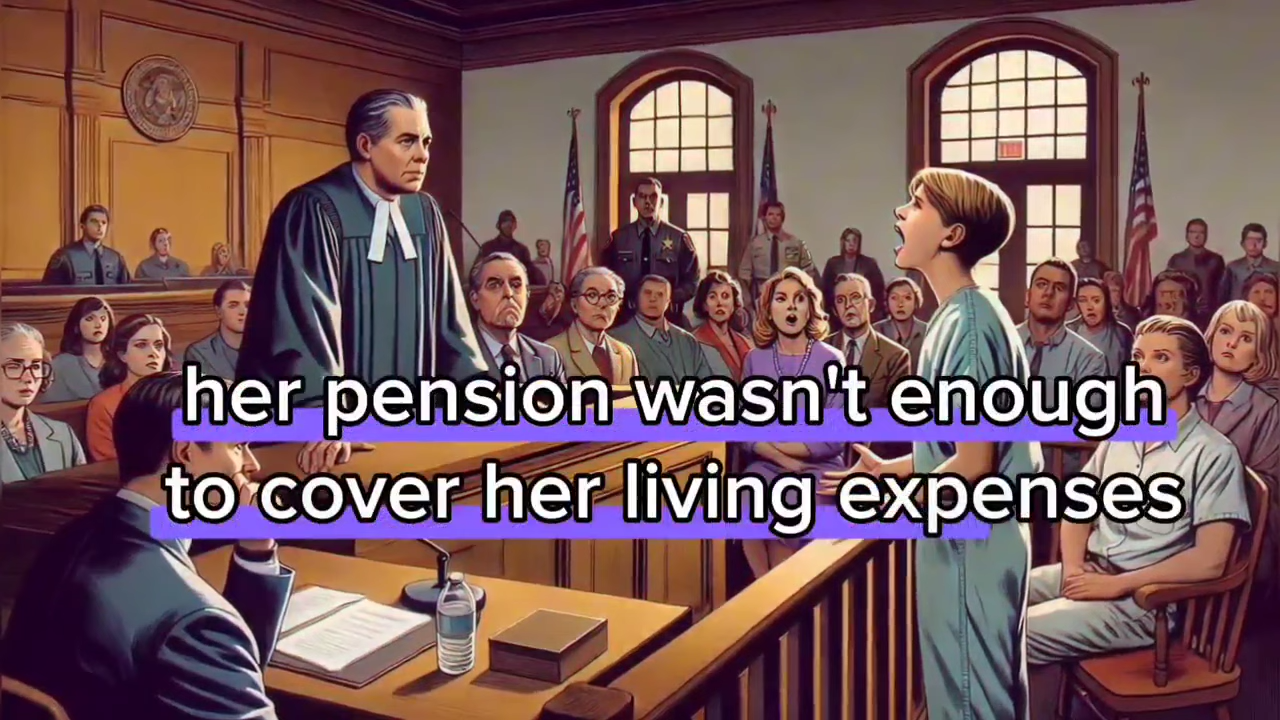 her pension wasn't enough
to cover her living expenses